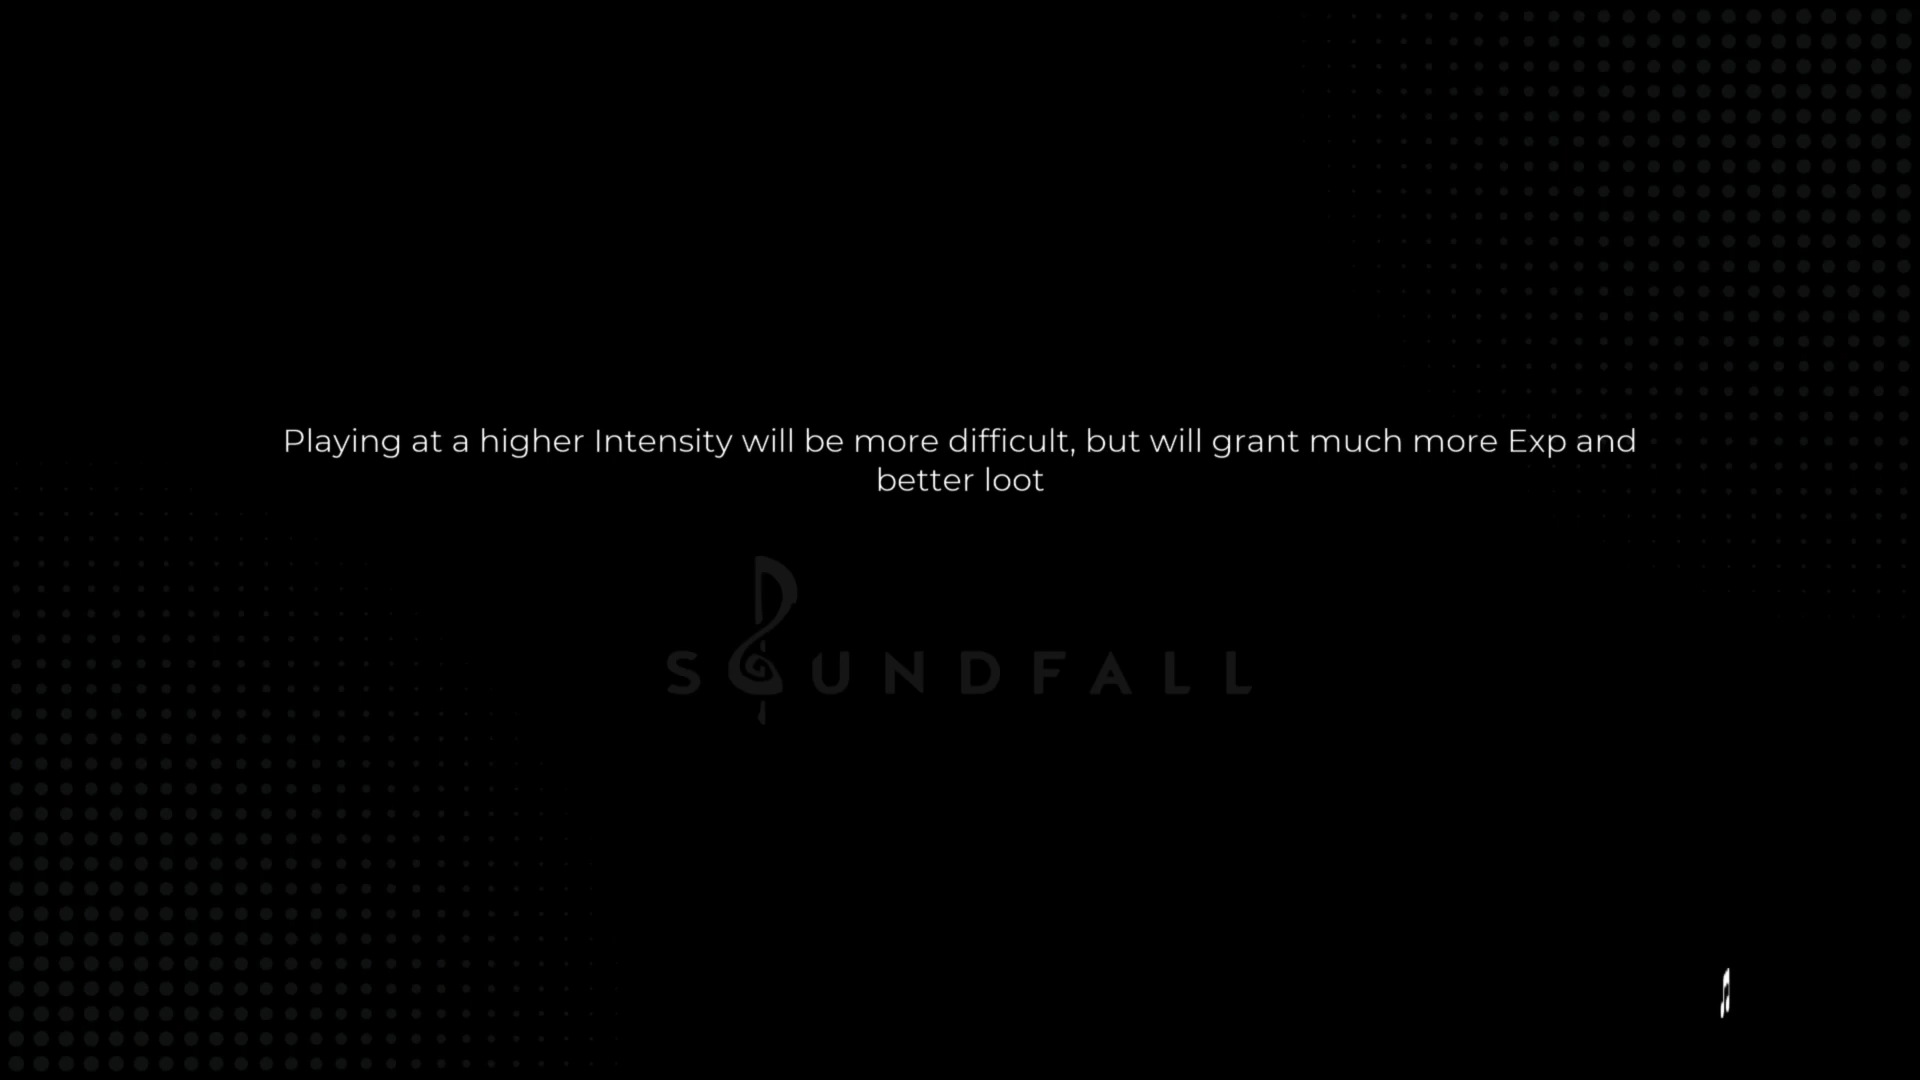 Playing at a higher Intensity will be more difficult, but will grant much more Exp and
better loot
SOUNDFALL